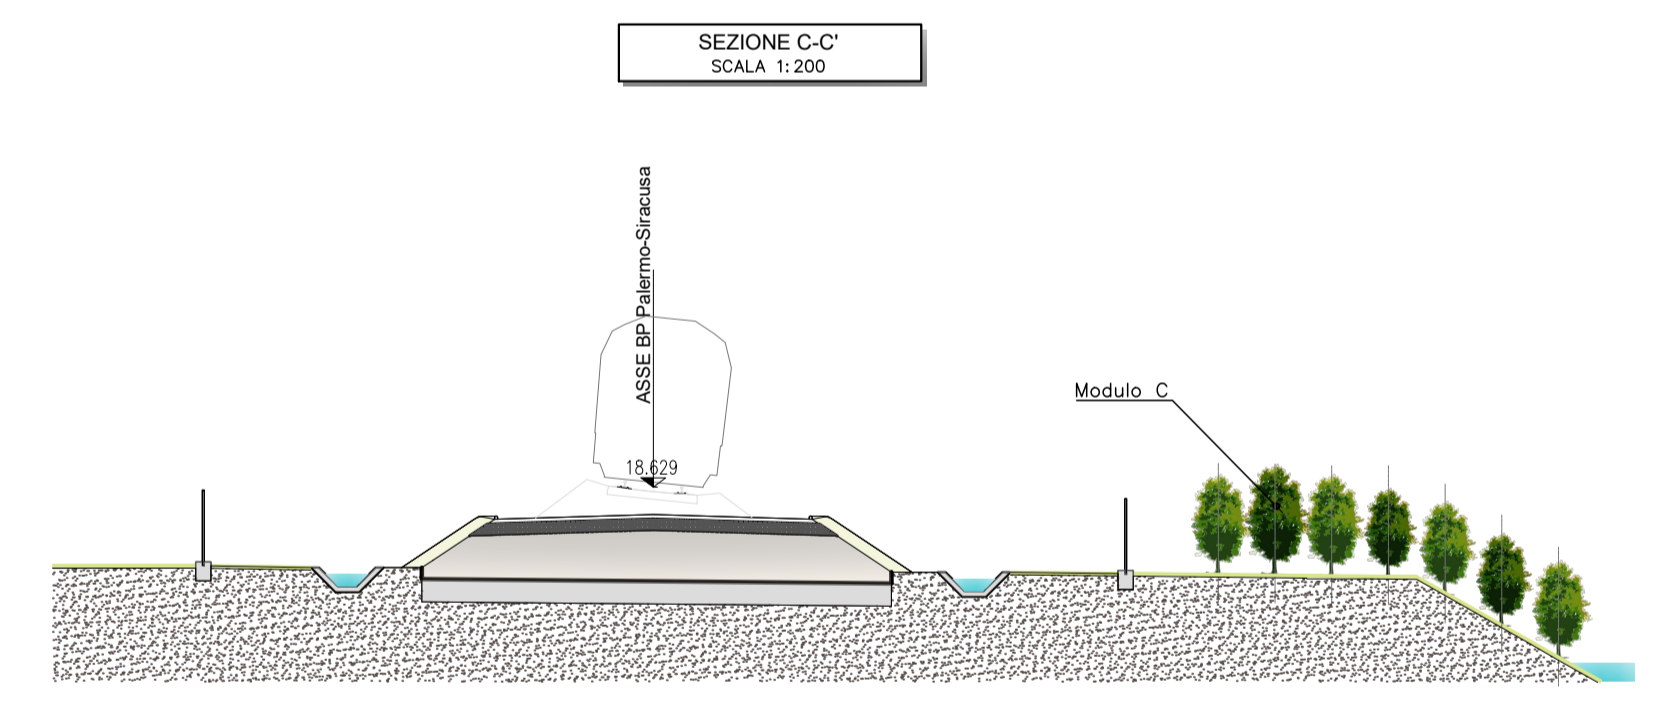 SEZIONE C-C'
SCALA 1:200
ASSE BP Palermo-Siracusa
Modulo C
18.629